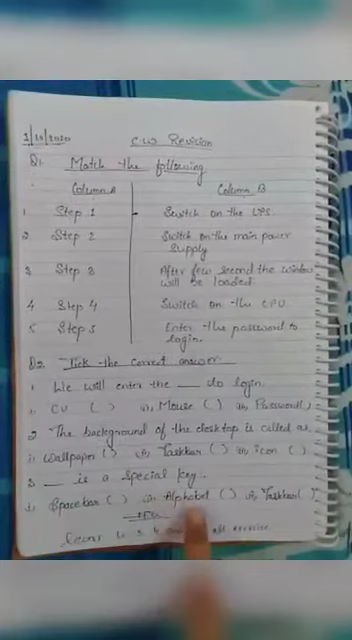 1/10/2020
C.W Revision
Q1. Match the following
Column A Column B
1 Step 1 Switch on the UPS.
2. Step 2 Switch on the main power
supply
3 Step 3 After few second the window
will be loaded
4 Step 4 Switch on the CPU
5 Step 5 Enter the password to
login.
Q2. Tick the correct answer
1. We will enter the ___ do login.
i) CU ( ) ii) Mouse ( ) iii) Password( )
2 The background of the desktop is called as
i) Wallpaper ( ) ii) Taskbar ( ) iii) icon ( )
3 ___ is a special key.
i) Spacebar ( ) ii) Alphabet ( ) iii) Taskbar( )
Learn exercise